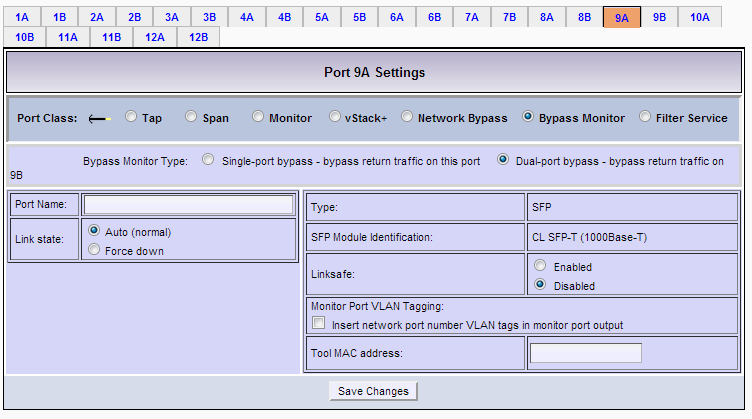 1A 1B 2A 2B 3A 3B 4A 4B 5A 5B 6A 6B 7A 7B 8A 8B 9A 9B 10A
10B 11A 11B 12A 12B
Port 9A Settings
Port Class: Tap Span Monitor vStack+ Network Bypass Bypass Monitor Filter Service
Bypass Monitor Type: Single-port bypass - bypass return traffic on this port Dual-port bypass - bypass return traffic on
9B
Port Name:
Link state: Auto (normal)
Force down
Type: SFP
SFP Module Identification: CL SFP-T (1000Base-T)
Linksafe: Enabled
Disabled
Monitor Port VLAN Tagging:
Insert network port number VLAN tags in monitor port output
Tool MAC address:
Save Changes